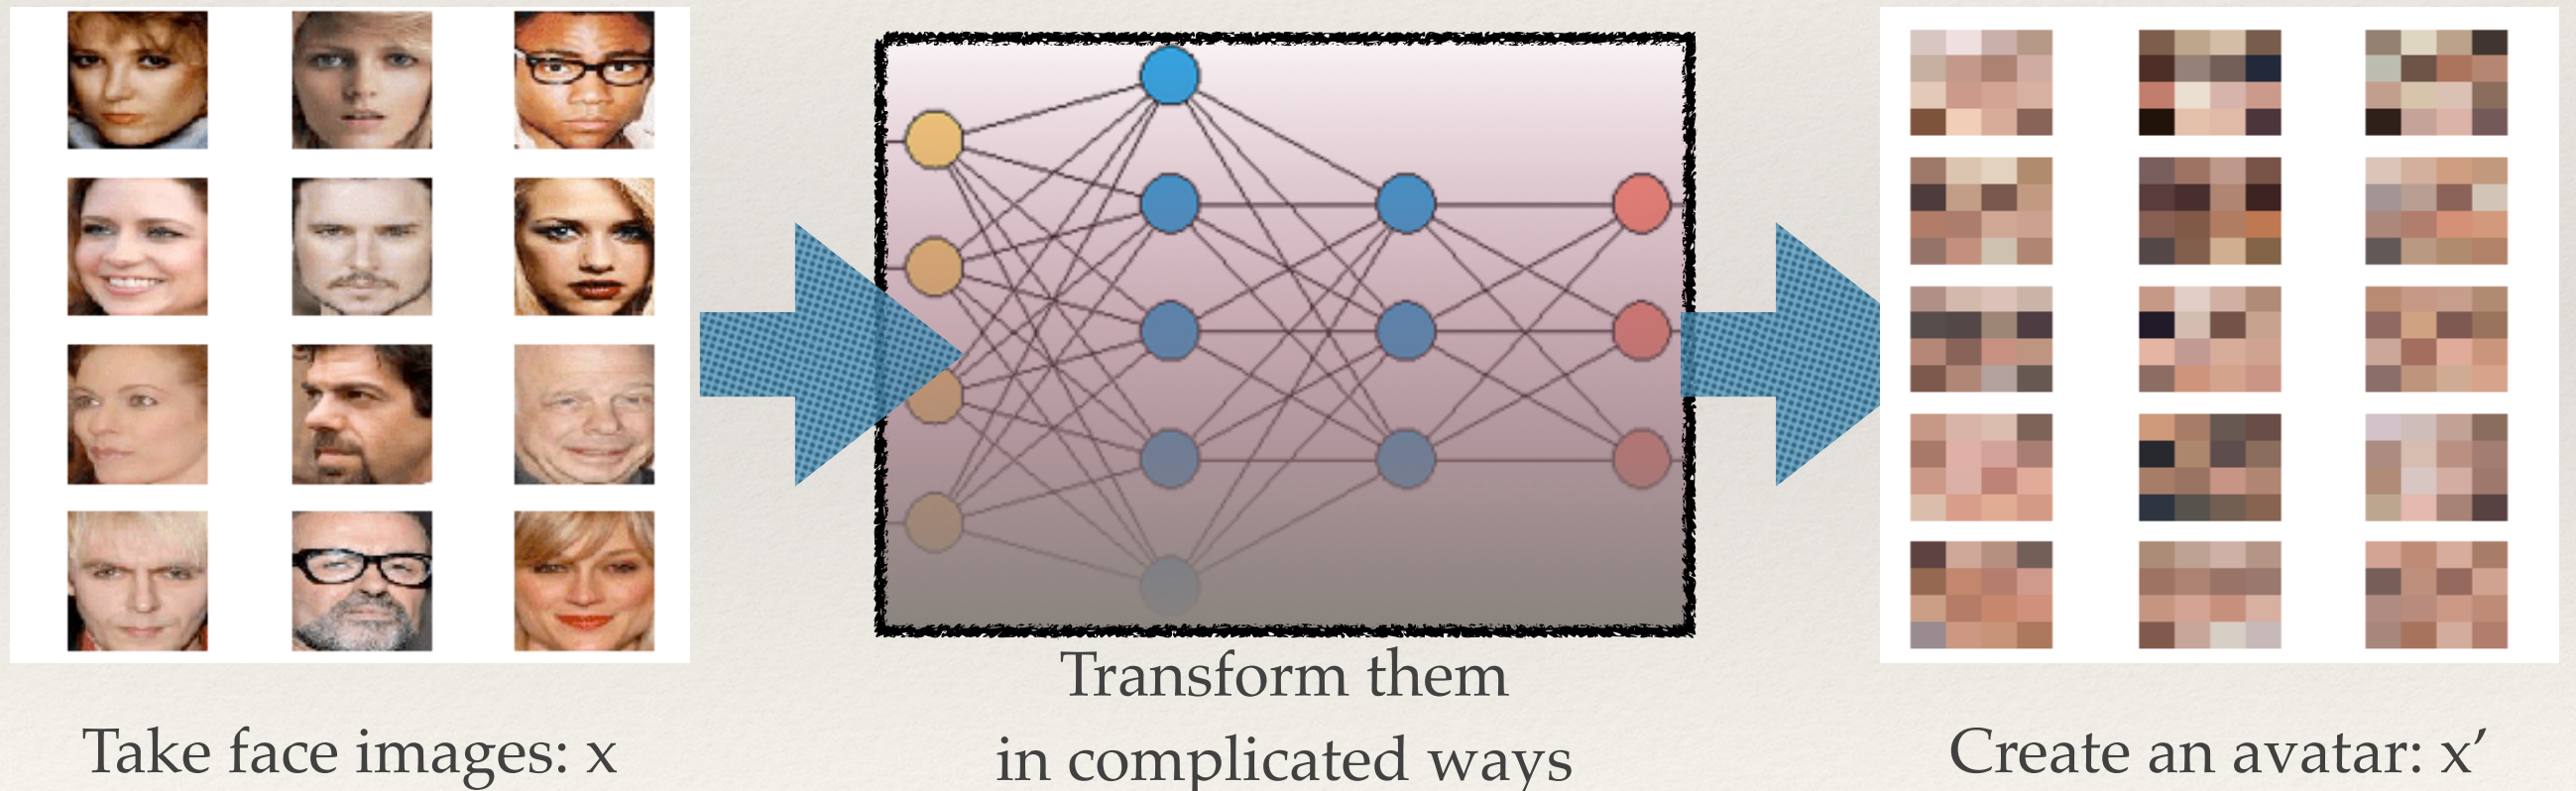 Take face images: x
Transform them
in complicated ways
Create an avatar: x’